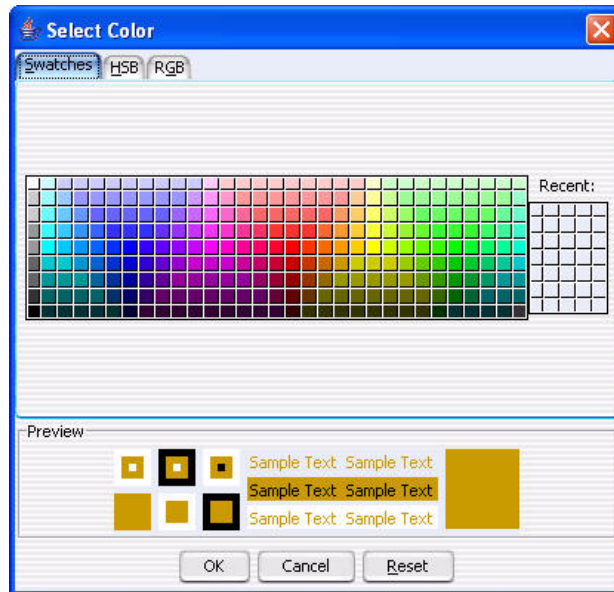 Select Color
Swatches HSB RGB
Recent:
Preview
Sample Text Sample Text
Sample Text Sample Text
Sample Text Sample Text
OK Cancel Reset